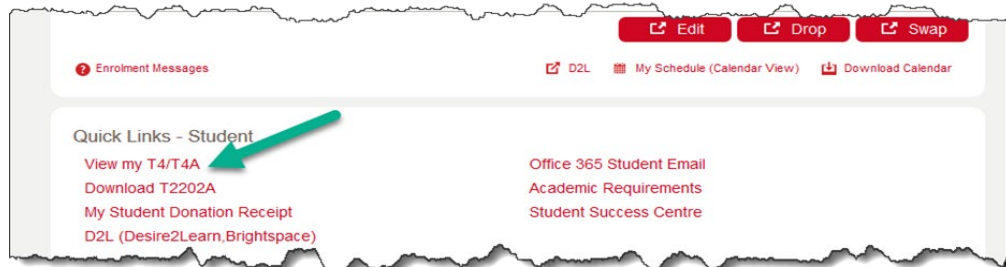 Edit Drop Swap
Enrolment Messages D2L My Schedule (Calendar View) Download Calendar
Quick Links - Student
View my T4/T4A Office 365 Student Email
Download T2202A Academic Requirements
My Student Donation Receipt Student Success Centre
D2L (Desire2Learn,Brightspace)